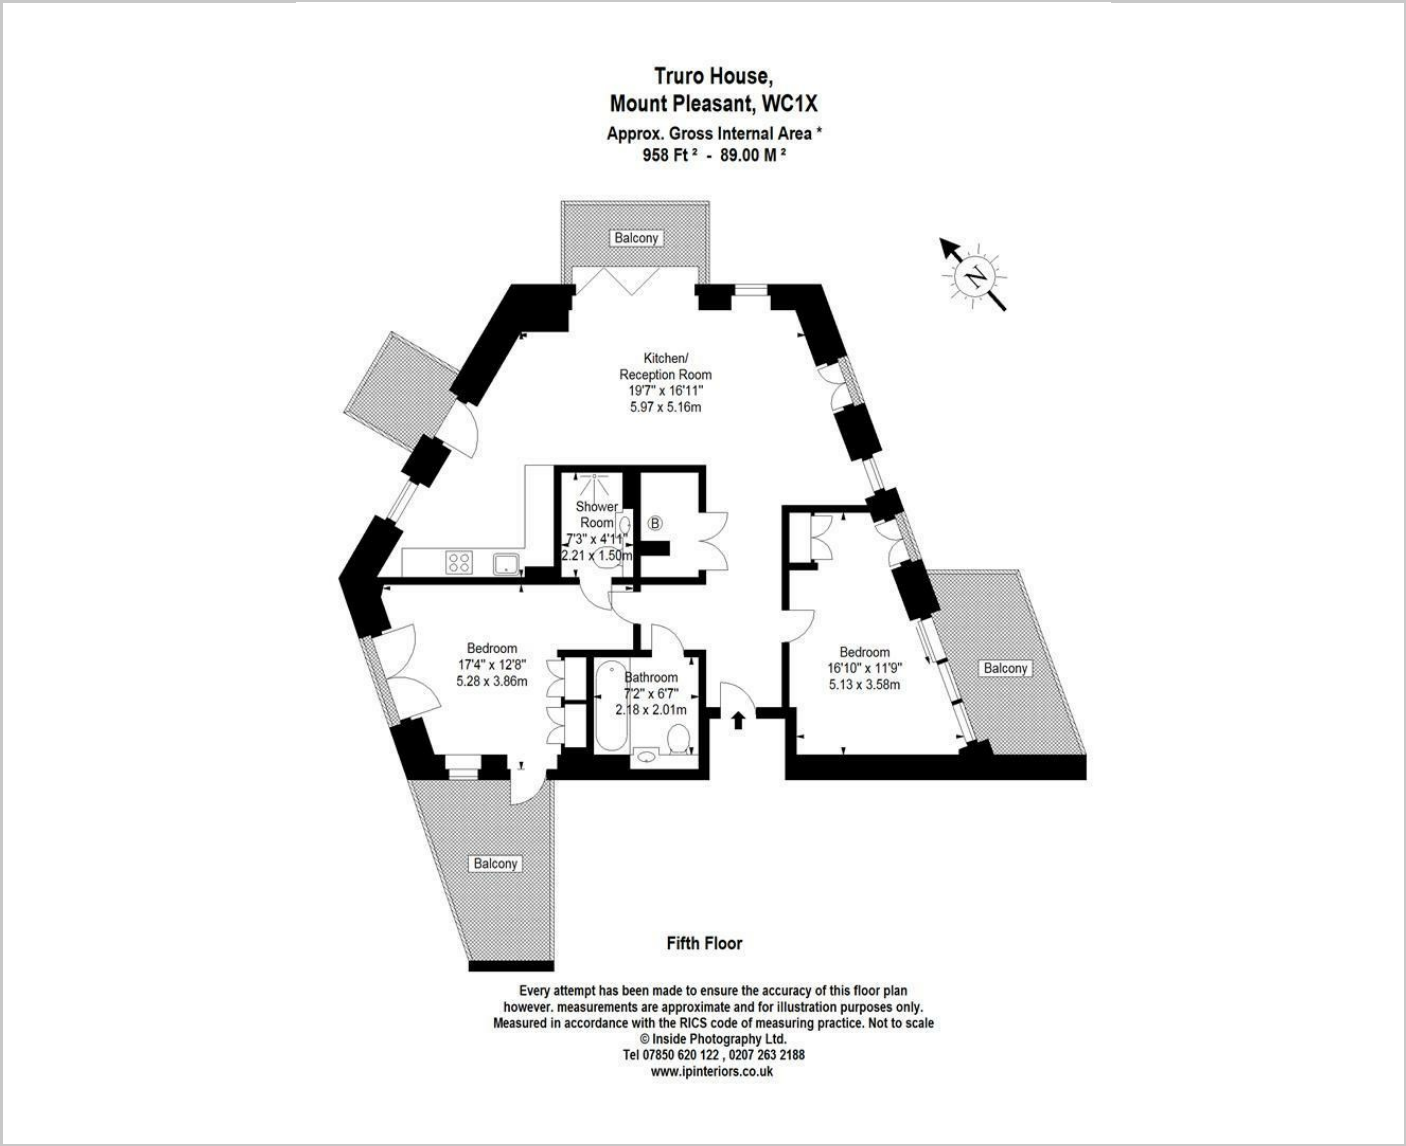 Truro House,
Mount Pleasant, WC1X
Approx. Gross Internal Area *
958 Ft ² - 89.00 M ²
Balcony
N
Kitchen/
Reception Room
19'7" x 16'11"
5.97 x 5.16m
Shower
Room
7'3" x 4'11"
2.21 x 1.50m
B
Bedroom
17'4" x 12'8"
5.28 x 3.86m
Bathroom
7'2" x 6'7"
2.18 x 2.01m
Bedroom
16'10" x 11'9"
5.13 x 3.58m
Balcony
Balcony
Fifth Floor
Every attempt has been made to ensure the accuracy of this floor plan
however. measurements are approximate and for illustration purposes only.
Measured in accordance with the RICS code of measuring practice. Not to scale
© Inside Photography Ltd.
Tel 07850 620 122 , 0207 263 2188
www.ipinteriors.co.uk